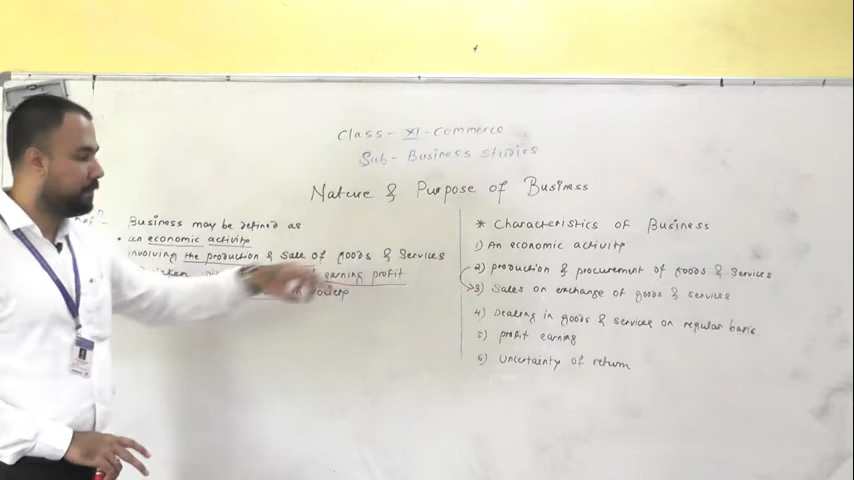 Class - XI - Commerce
Sub - Business Studies
Nature & Purpose of Business
Business may be defined as
• an economic activity
involving the production & sale of goods & services
earning profit
society
* Characteristics of Business
1) An economic activity
2) production & procurement of goods & services
3) Sales or exchange of goods & services
4) Dealing in goods & services on regular basis
5) profit earning
6) Uncertainty of return